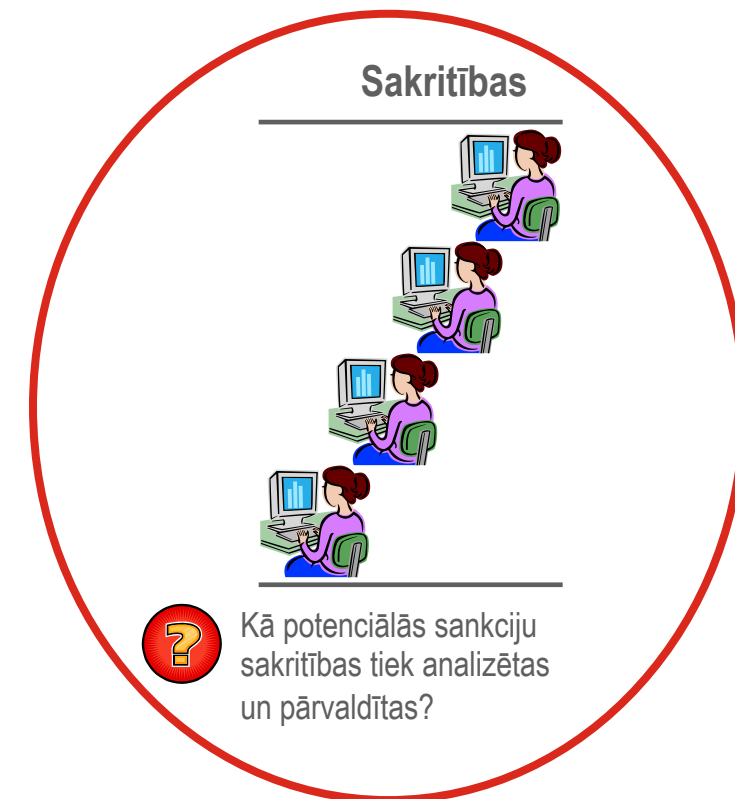 Sakritības
?
Kā potenciālās sankciju
sakritības tiek analizētas
un pārvaldītas?